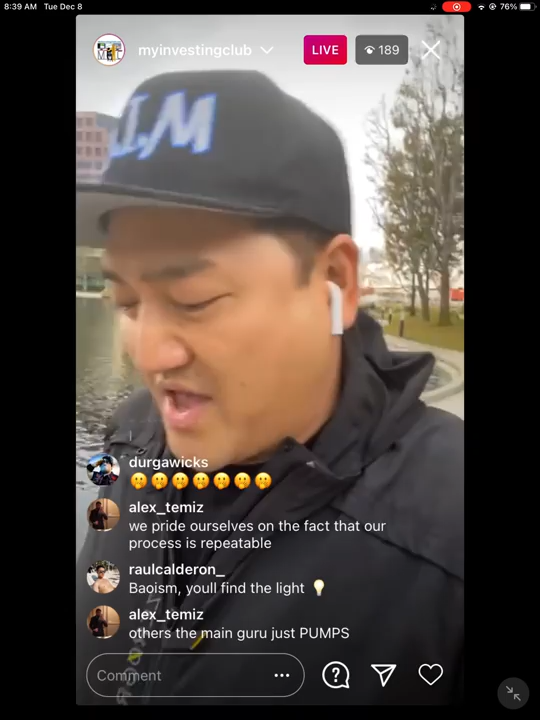 8:39 AM Tue Dec 8
76%
myinvestingclub
LIVE
189
durgawicks
🤫🤫🤫🤫🤫🤫🤫
alex_temiz
we pride ourselves on the fact that our
process is repeatable
raulcalderon_
Baoism, youll find the light 💡
alex_temiz
others the main guru just PUMPS
Comment